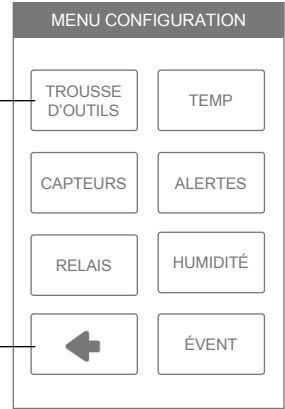 MENU CONFIGURATION
TROUSSE
D'OUTILS
TEMP
CAPTEURS
ALERTES
RELAIS
HUMIDITÉ
ÉVENT